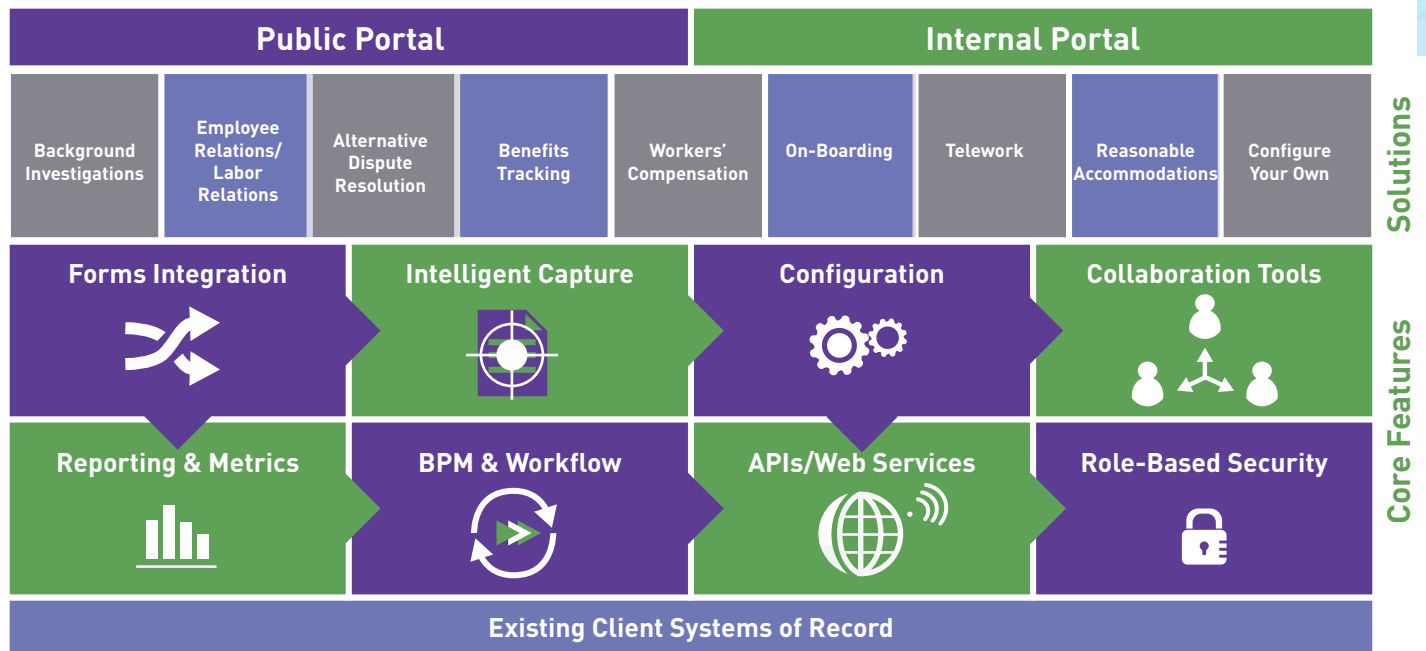 Public Portal
Internal Portal
Background
Investigations
Employee
Relations/
Labor
Relations
Alternative
Dispute
Resolution
Benefits
Tracking
Workers’
Compensation
On-Boarding
Telework
Reasonable
Accommodations
Configure
Your Own
Solutions
Forms Integration
Intelligent Capture
Configuration
Collaboration Tools
Reporting & Metrics
BPM & Workflow
APIs/Web Services
Role-Based Security
Core Features
Existing Client Systems of Record